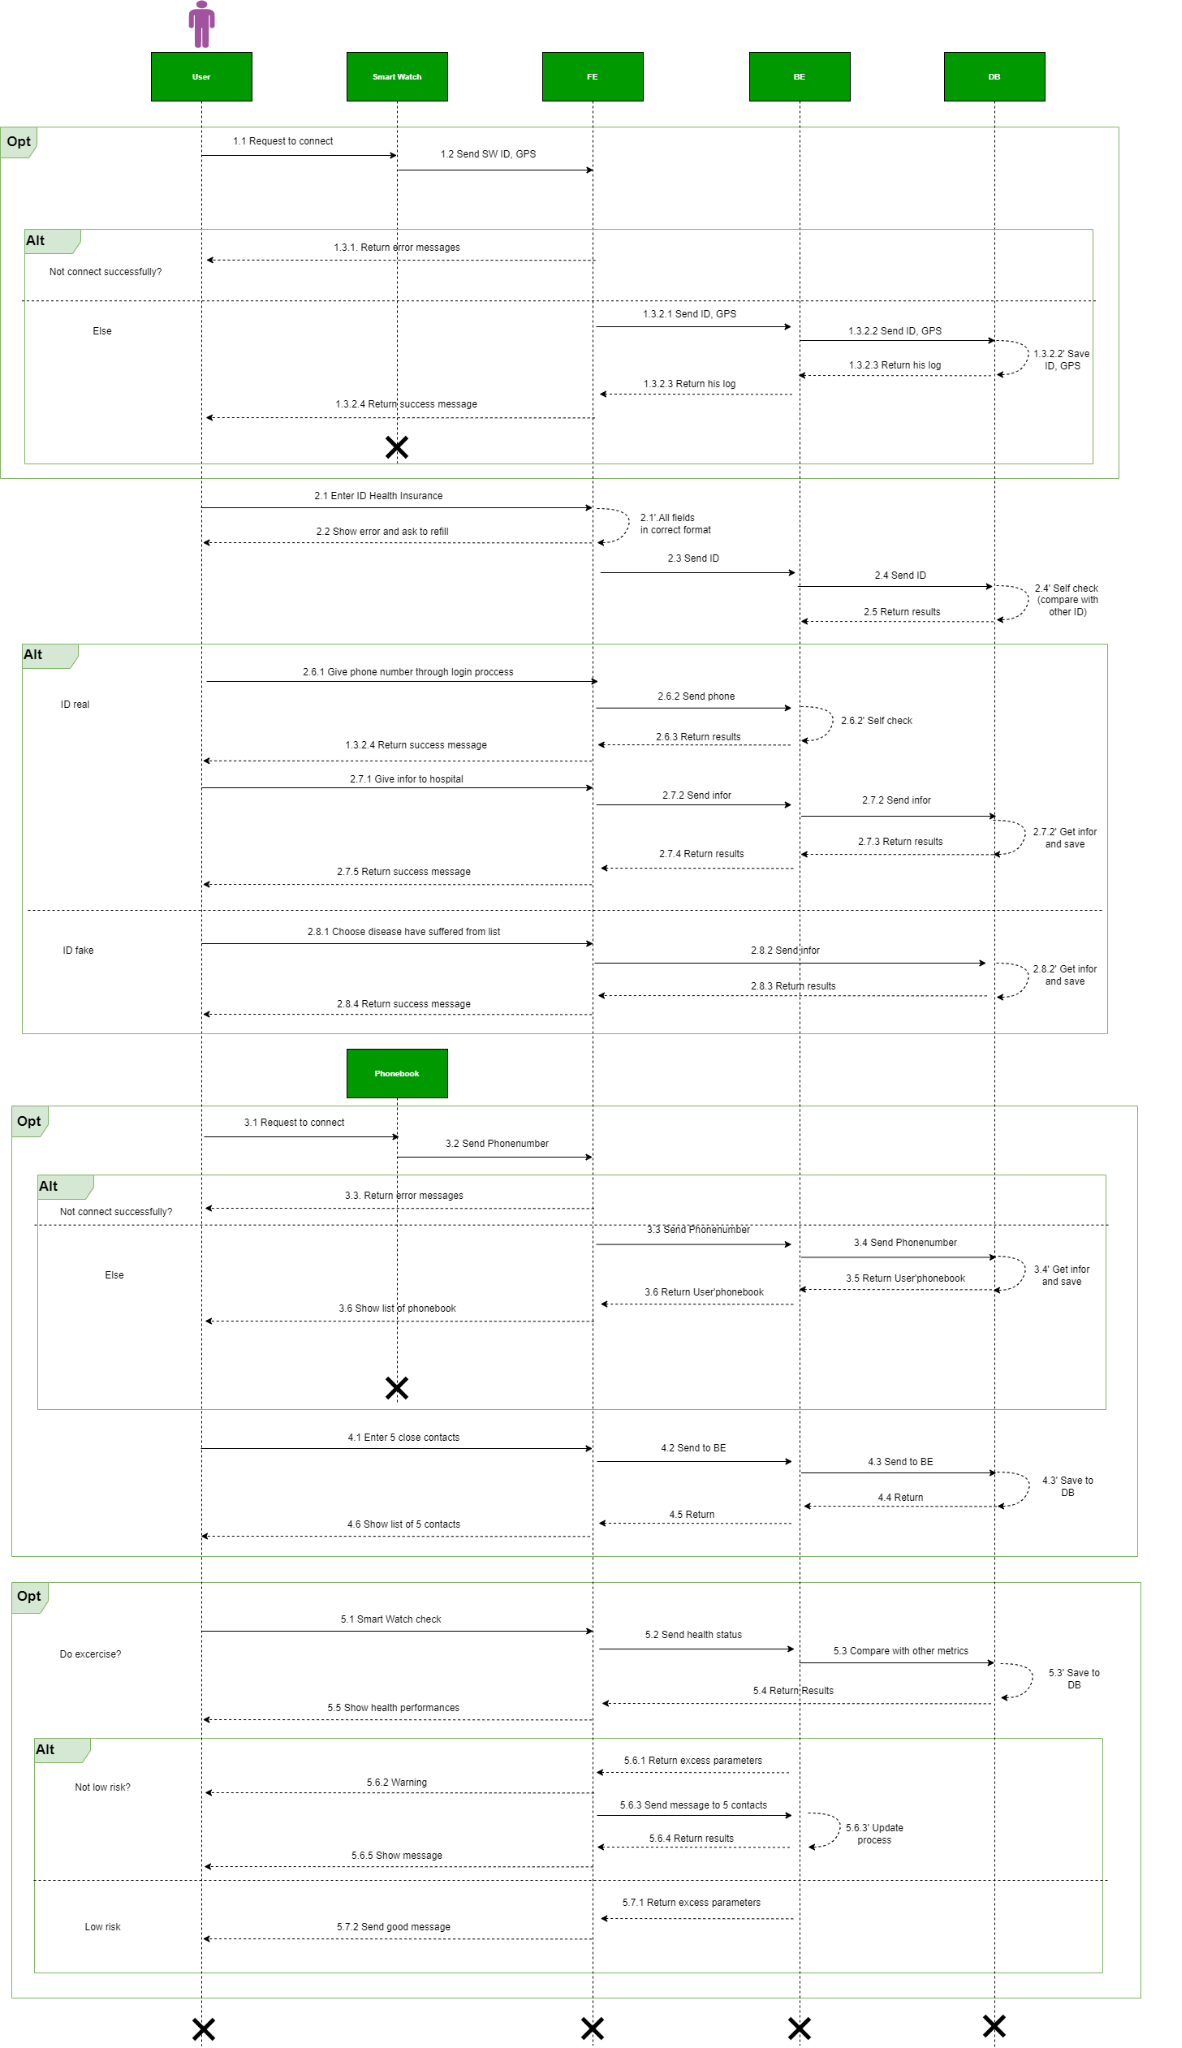 User
Smart Watch
FE
BE
DB
Opt
1.1 Request to connect
1.2 Send SW ID, GPS
Alt
1.3.1. Return error messages
Not connect successfully?
1.3.2.1 Send ID, GPS
Else
1.3.2.2 Send ID, GPS
1.3.2.2' Save
ID, GPS
1.3.2.3 Return his log
1.3.2.3 Return his log
1.3.2.4 Return success message
2.1 Enter ID Health Insurance
2.1'.All fields
in correct format
2.2 Show error and ask to refill
2.3 Send ID
2.4 Send ID
2.4' Self check
(compare with
other ID)
2.5 Return results
Alt
2.6.1 Give phone number through login proccess
ID real
2.6.2 Send phone
2.6.2' Self check
2.6.3 Return results
1.3.2.4 Return success message
2.7.1 Give infor to hospital
2.7.2 Send infor
2.7.2 Send infor
2.7.2' Get infor
and save
2.7.3 Return results
2.7.4 Return results
2.7.5 Return success message
2.8.1 Choose disease have suffered from list
ID fake
2.8.2 Send infor
2.8.2' Get infor
and save
2.8.3 Return results
2.8.4 Return success message
Phonebook
Opt
3.1 Request to connect
3.2 Send Phonenumber
Alt
3.3. Return error messages
Not connect successfully?
3.3 Send Phonenumber
3.4 Send Phonenumber
Else
3.4' Get infor
and save
3.5 Return User'phonebook
3.6 Return User'phonebook
3.6 Show list of phonebook
4.1 Enter 5 close contacts
4.2 Send to BE
4.3 Send to BE
4.3' Save to
DB
4.4 Return
4.5 Return
4.6 Show list of 5 contacts
Opt
5.1 Smart Watch check
5.2 Send health status
Do excercise?
5.3 Compare with other metrics
5.3' Save to
DB
5.4 Return Results
5.5 Show health performances
Alt
5.6.1 Return excess parameters
Not low risk?
5.6.2 Warning
5.6.3 Send message to 5 contacts
5.6.3' Update
process
5.6.4 Return results
5.6.5 Show message
5.7.1 Return excess parameters
Low risk
5.7.2 Send good message